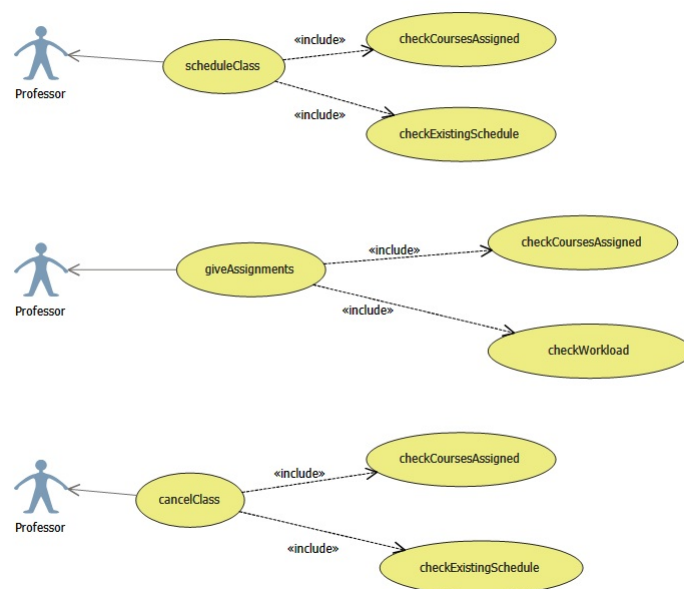 «include»
checkCoursesAssigned
scheduleClass
Professor
«include»
checkExistingSchedule
«include»
checkCoursesAssigned
giveAssignments
Professor
«include»
checkWorkload
«include»
checkCoursesAssigned
cancelClass
Professor
«include»
checkExistingSchedule